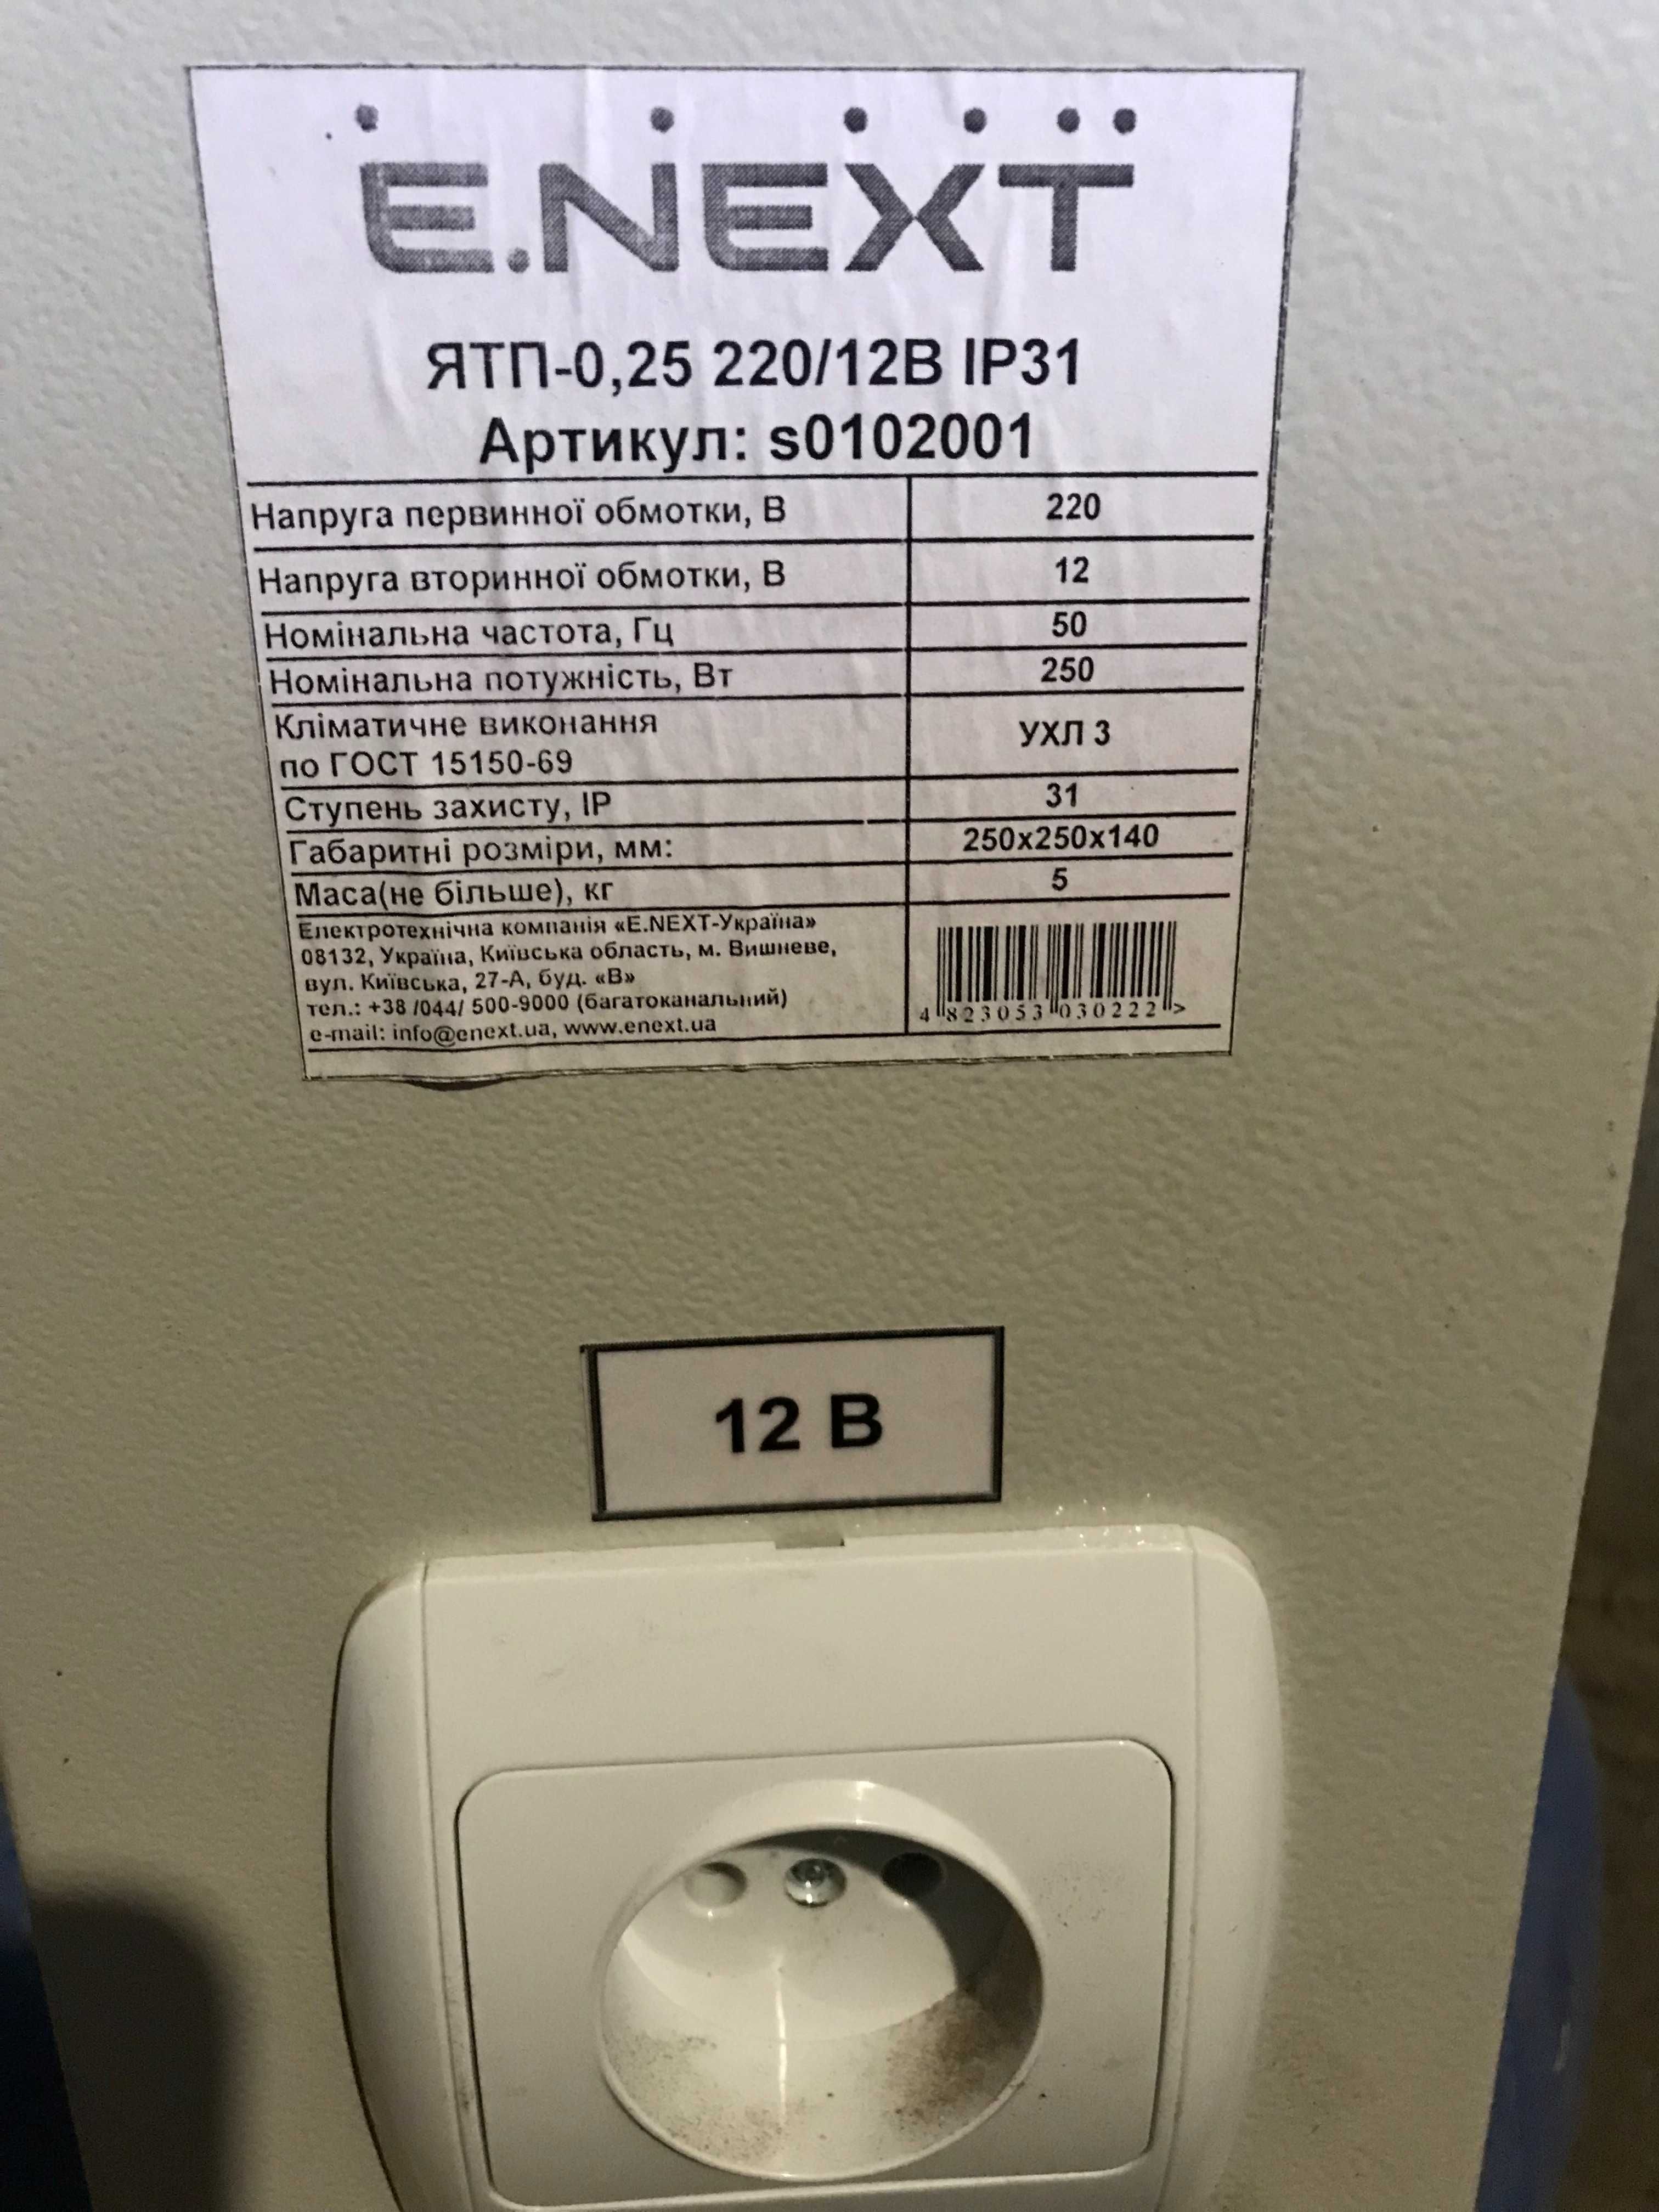 E.NEXT
ЯТП-0,25 220/12В IP31
Артикул: s0102001
Напруга первинної обмотки, В 220
Напруга вторинної обмотки, В 12
Номінальна частота, Гц 50
Номінальна потужність, Вт 250
Кліматичне виконання
по ГОСТ 15150-69 УХЛ 3
Ступень захисту, IP 31
Габаритні розміри, мм: 250х250х140
Маса(не більше), кг 5
Електротехнічна компанія «E.NEXT-Україна»
08132, Україна, Київська область, м. Вишневе,
вул. Київська, 27-А, буд. «В»
тел.: +38 /044/ 500-9000 (багатоканальний)
e-mail: info@enext.ua, www.enext.ua
4 823053 030222 >
12 В